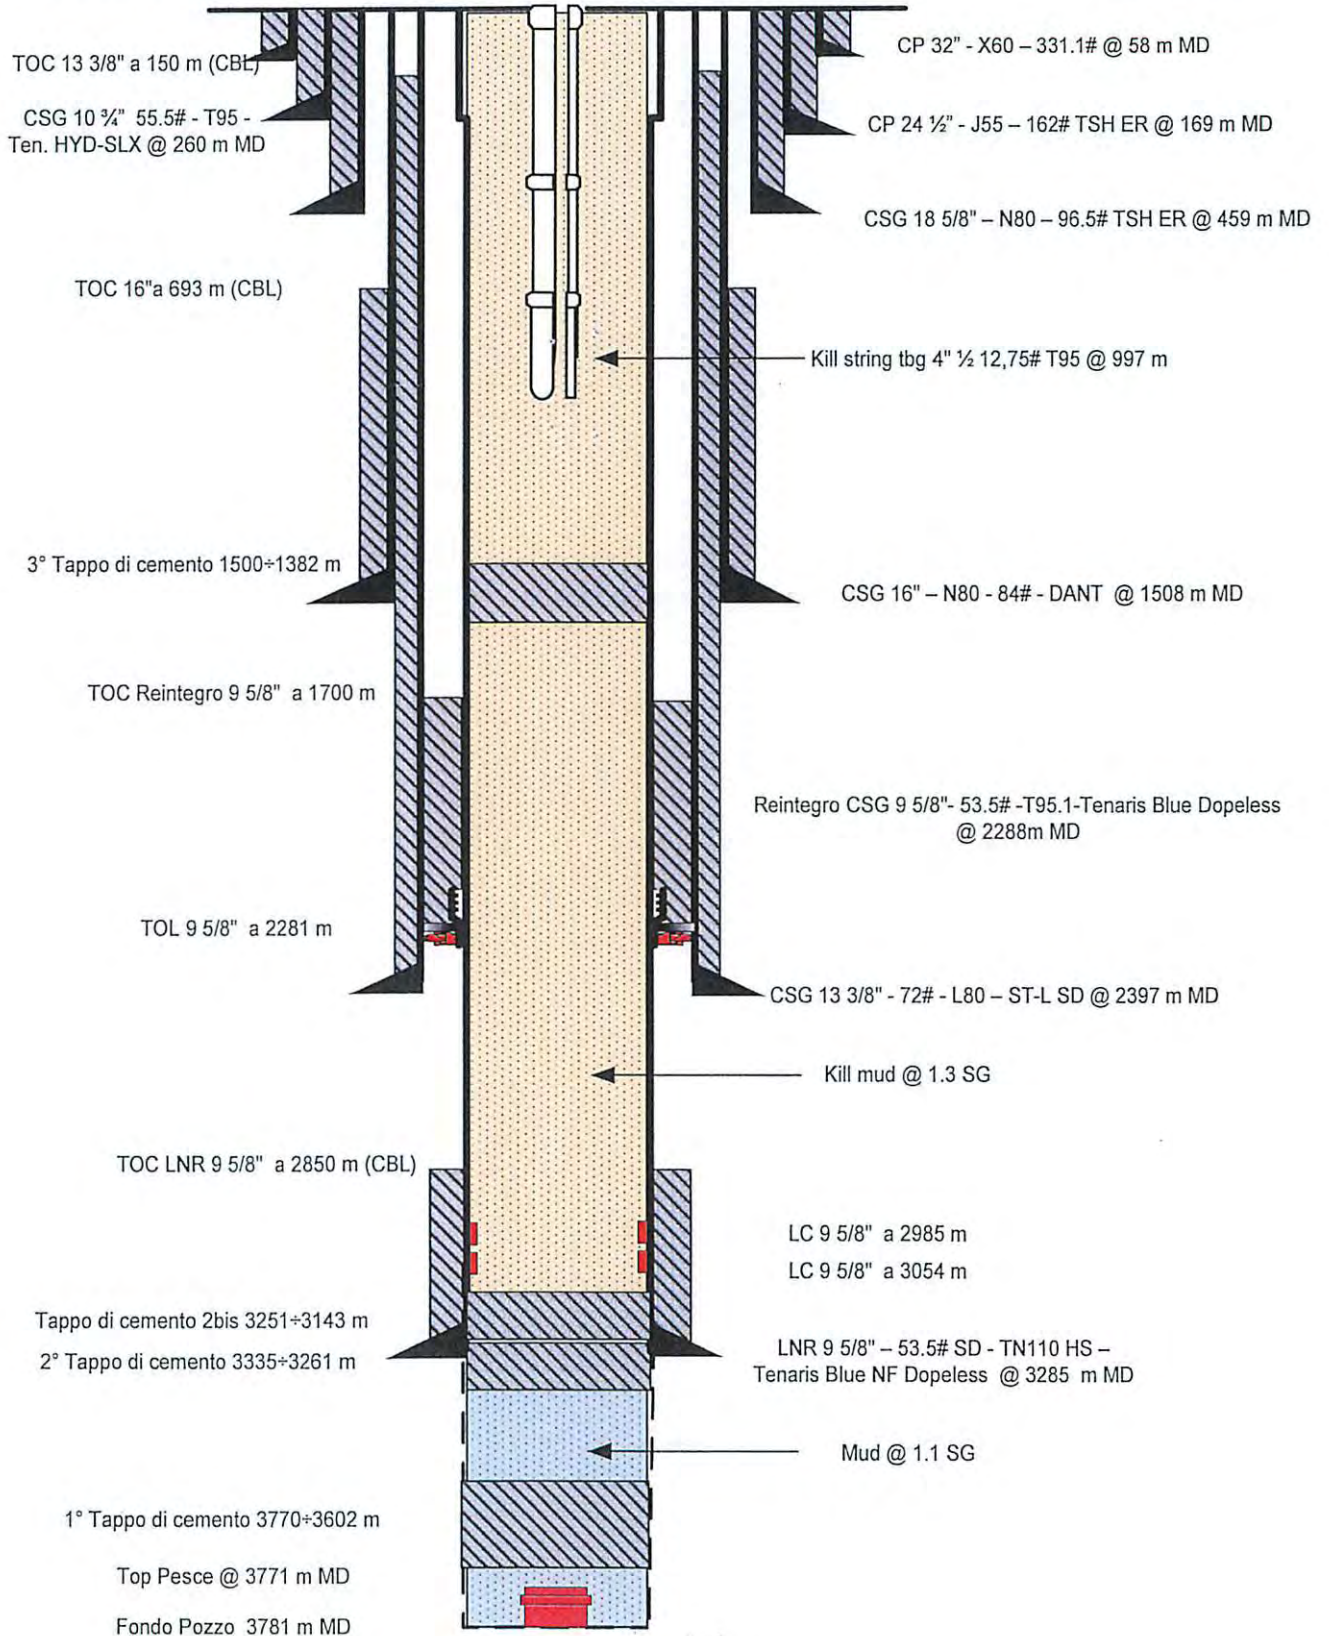 TOC 13 3/8" a 150 m (CBL)
CP 32" - X60 – 331.1# @ 58 m MD
CSG 10 ¾" 55.5# - T95 -
Ten. HYD-SLX @ 260 m MD
CP 24 ½" - J55 – 162# TSH ER @ 169 m MD
CSG 18 5/8" – N80 – 96.5# TSH ER @ 459 m MD
TOC 16"a 693 m (CBL)
Kill string tbg 4" ½ 12,75# T95 @ 997 m
3° Tappo di cemento 1500÷1382 m
CSG 16" – N80 - 84# - DANT @ 1508 m MD
TOC Reintegro 9 5/8" a 1700 m
Reintegro CSG 9 5/8"- 53.5# -T95.1-Tenaris Blue Dopeless
@ 2288m MD
TOL 9 5/8" a 2281 m
CSG 13 3/8" - 72# - L80 – ST-L SD @ 2397 m MD
Kill mud @ 1.3 SG
TOC LNR 9 5/8" a 2850 m (CBL)
LC 9 5/8" a 2985 m
LC 9 5/8" a 3054 m
Tappo di cemento 2bis 3251÷3143 m
2° Tappo di cemento 3335÷3261 m
LNR 9 5/8" – 53.5# SD - TN110 HS –
Tenaris Blue NF Dopeless @ 3285 m MD
Mud @ 1.1 SG
1° Tappo di cemento 3770÷3602 m
Top Pesce @ 3771 m MD
Fondo Pozzo 3781 m MD